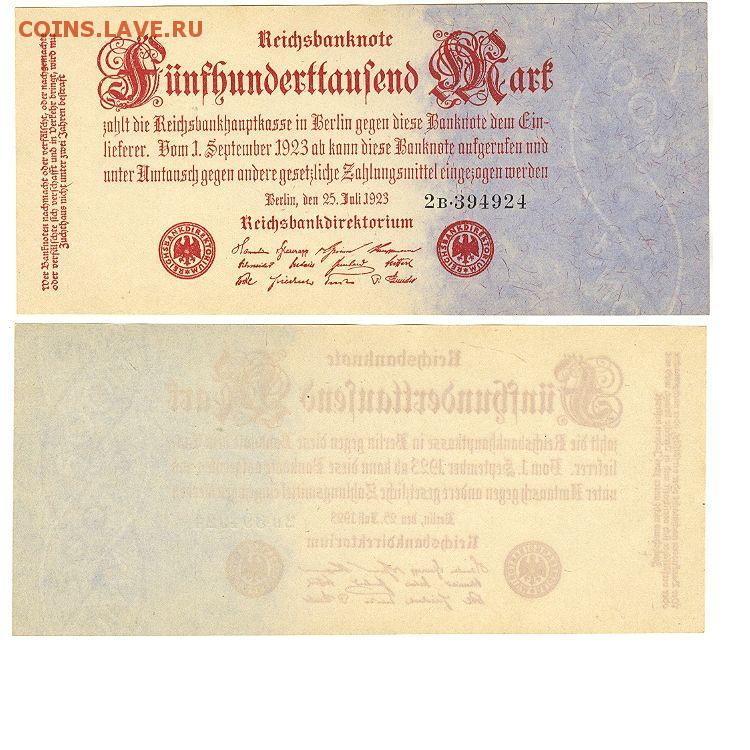 COINS.LAVE.RU
Reichsbanknote
Fünfhunderttausend Mark
zahlt die Reichsbankhauptkasse in Berlin gegen diese Banknote dem Ein-
lieferer. Vom 1. September 1923 ab kann diese Banknote aufgerufen und
unter Umtausch gegen andere gesetzliche Zahlungsmittel eingezogen werden
Berlin, den 25. Juli 1923
2B·394924
Reichsbankdirektorium
REICHSBANKDIREKTORIUM
REICHSBANKDIREKTORIUM
Wer Banknoten nachmacht oder verfälscht, oder nachgemachte
oder verfälschte sich verschafft und in Verkehr bringt, wird mit
Zuchthaus nicht unter zwei Jahren bestraft